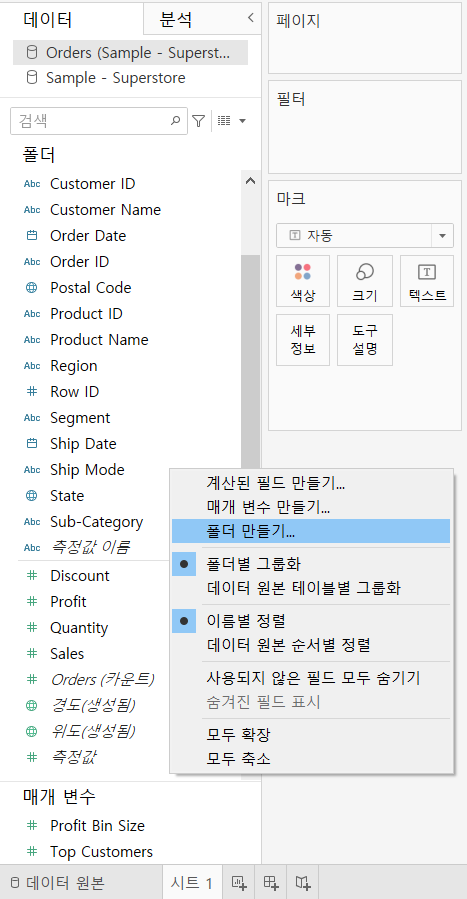 데이터
분석
Orders (Sample - Superst...
Sample - Superstore
검색
폴더
Abc Customer ID
Abc Customer Name
Order Date
Abc Order ID
Postal Code
Abc Product ID
Abc Product Name
Abc Region
# Row ID
Abc Segment
Ship Date
Abc Ship Mode
State
Abc Sub-Category
Abc 측정값 이름
# Discount
# Profit
# Quantity
# Sales
# Orders (카운트)
경도(생성됨)
위도(생성됨)
# 측정값
매개 변수
# Profit Bin Size
# Top Customers
페이지
필터
마크
T 자동
색상
크기
T
텍스트
세부
정보
도구
설명
계산된 필드 만들기...
매개 변수 만들기...
폴더 만들기...
폴더별 그룹화
데이터 원본 테이블별 그룹화
이름별 정렬
데이터 원본 순서별 정렬
사용되지 않은 필드 모두 숨기기
숨겨진 필드 표시
모두 확장
모두 축소
데이터 원본
시트 1